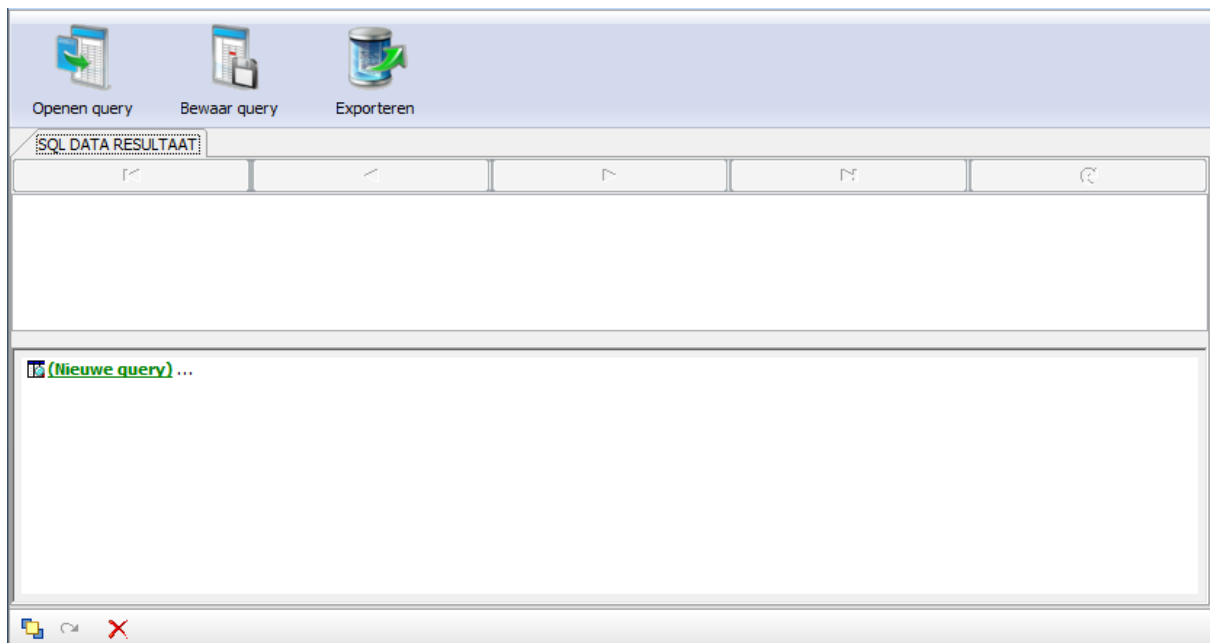 Openen query Bewaar query Exporteren
SQL DATA RESULTAAT
(Nieuwe query) ...